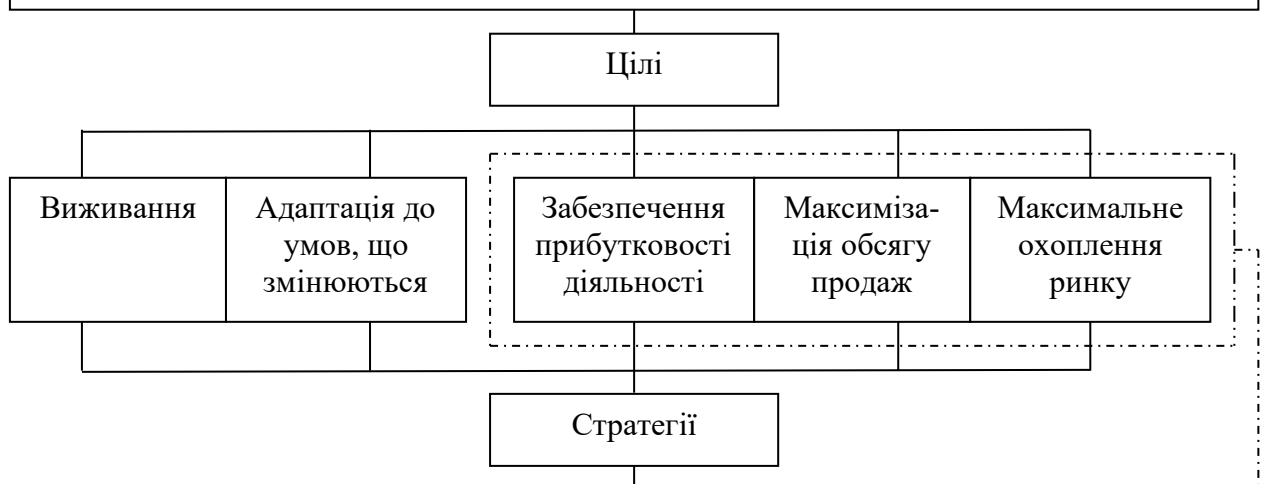 Цілі
Виживання
Адаптація до
умов, що
змінюються
Забезпечення
прибутковості
діяльності
Максиміза-
ція обсягу
продаж
Максимальне
охоплення
ринку
Стратегії